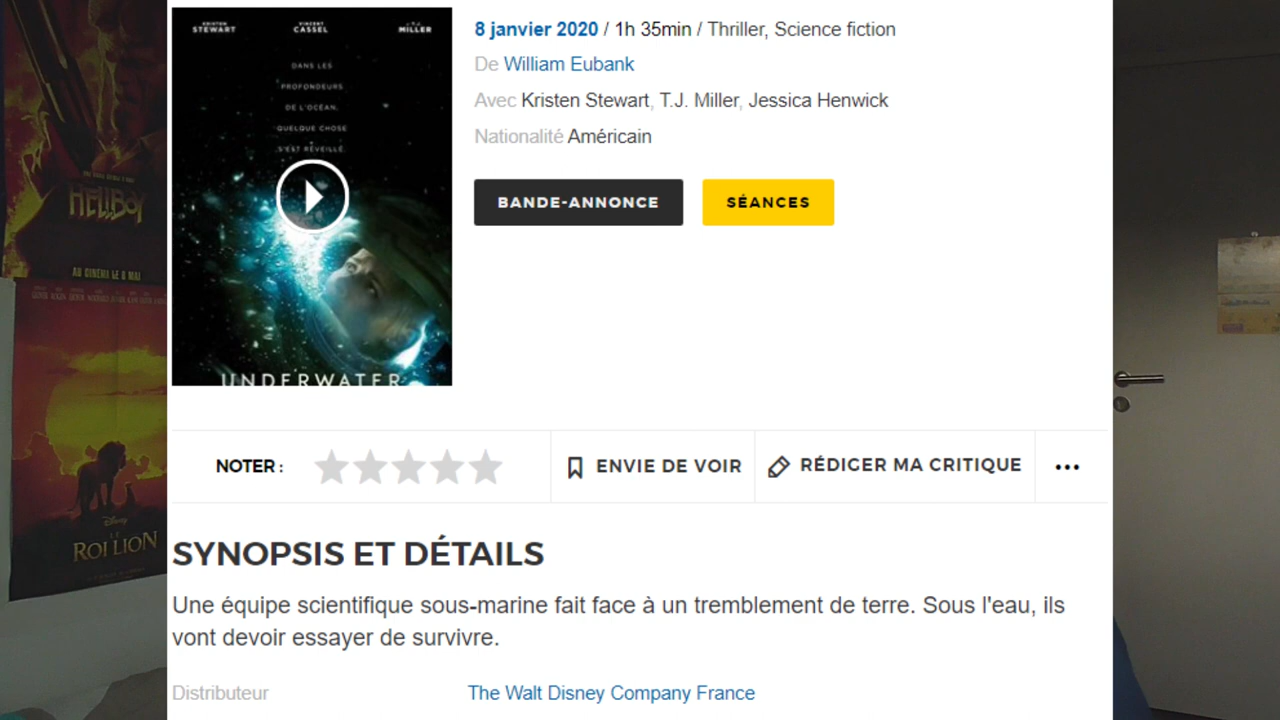 KRISTEN STEWART
VINCENT CASSEL
T.J. MILLER
DANS LES
PROFONDEURS
DE L'OCÉAN,
QUELQUE CHOSE
S'EST RÉVEILLÉ.
UNDERWATER
8 janvier 2020 / 1h 35min / Thriller, Science fiction
De William Eubank
Avec Kristen Stewart, T.J. Miller, Jessica Henwick
Nationalité Américain
BANDE-ANNONCE
SÉANCES
NOTER :
ENVIE DE VOIR
RÉDIGER MA CRITIQUE
SYNOPSIS ET DÉTAILS
Une équipe scientifique sous-marine fait face à un tremblement de terre. Sous l'eau, ils
vont devoir essayer de survivre.
Distributeur
The Walt Disney Company France
HELLBOY
AU CINEMA LE 8 MAI
Disney
LE
ROI LION